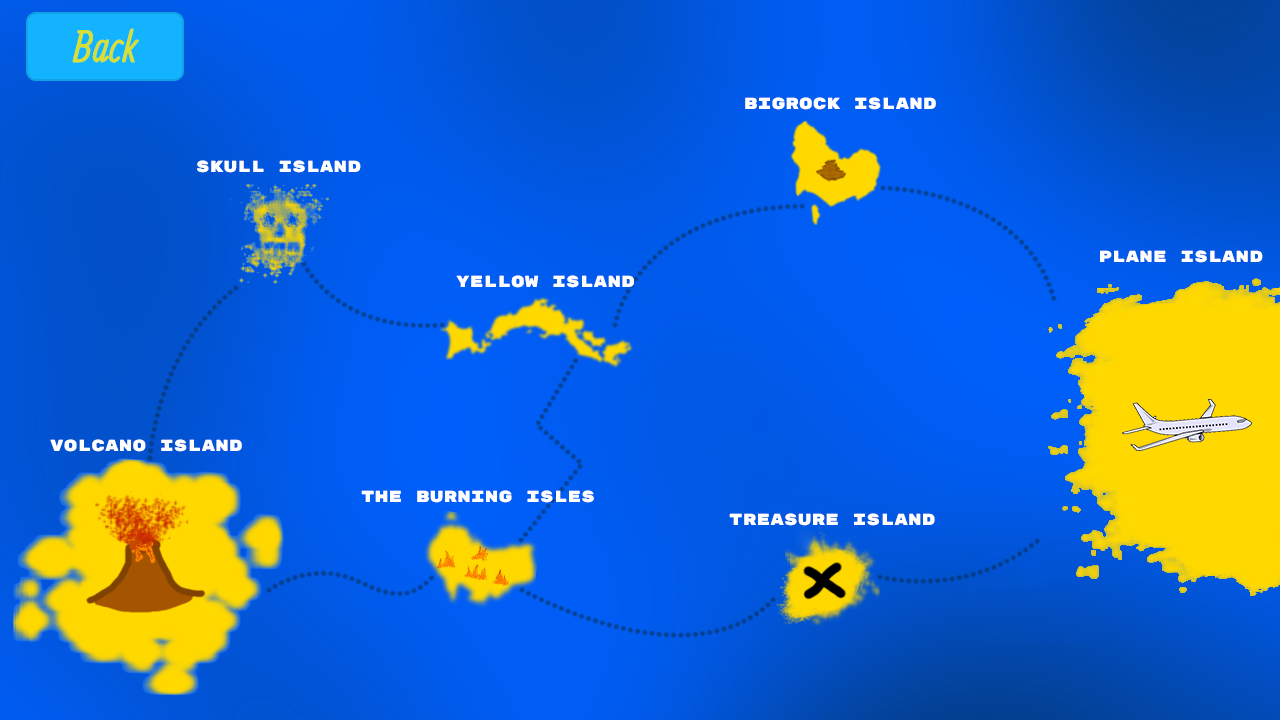 Back
BIGROCK ISLAND
SKULL ISLAND
PLANE ISLAND
YELLOW ISLAND
VOLCANO ISLAND
THE BURNING ISLES
TREASURE ISLAND